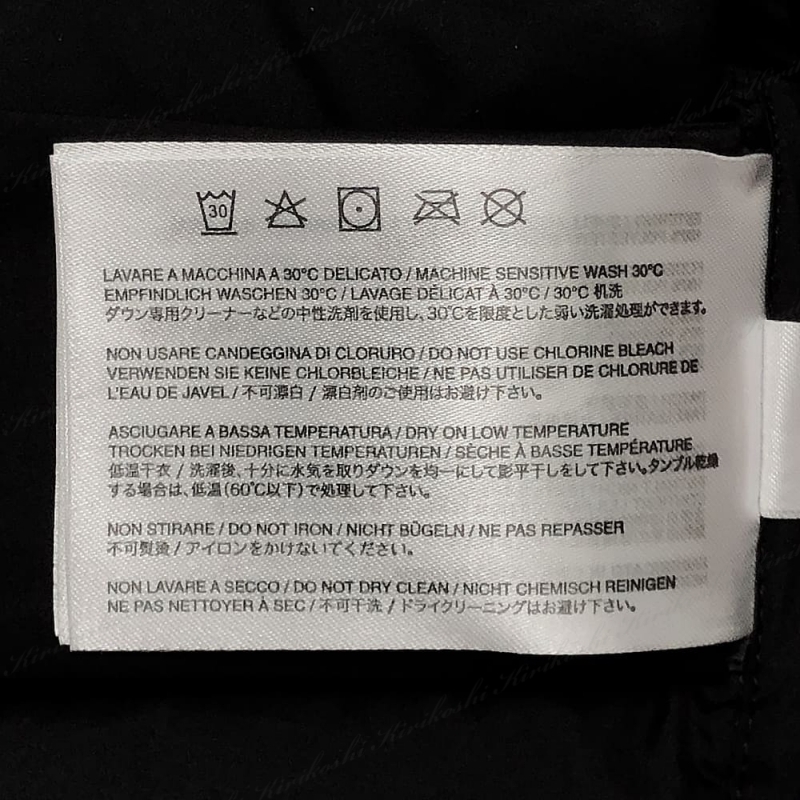 30
LAVARE A MACCHINA A 30°C DELICATO / MACHINE SENSITIVE WASH 30°C
EMPFINDLICH WASCHEN 30°C / LAVAGE DÉLICAT À 30°C / 30°C 机洗
ダウン専用クリーナーなどの中性洗剤を使用し、30℃を限度とした弱い洗濯処理ができます。
NON USARE CANDEGGINA DI CLORURO / DO NOT USE CHLORINE BLEACH
VERWENDEN SIE KEINE CHLORBLEICHE / NE PAS UTILISER DE CHLORURE DE
L'EAU DE JAVEL / 不可漂白 / 漂白剤のご使用はお避け下さい。
ASCIUGARE A BASSA TEMPERATURA / DRY ON LOW TEMPERATURE
TROCKEN BEI NIEDRIGEN TEMPERATUREN / SÈCHE À BASSE TEMPÉRATURE
低温干衣 / 洗濯後、十分に水気を取りダウンを均一にして影平干しをして下さい。タンブル乾燥
する場合は、低温(60℃以下)で処理して下さい。
NON STIRARE / DO NOT IRON / NICHT BÜGELN / NE PAS REPASSER
不可熨烫 / アイロンをかけないでください。
NON LAVARE A SECCO / DO NOT DRY CLEAN / NICHT CHEMISCH REINIGEN
NE PAS NETTOYER À SEC / 不可干洗 / ドライクリーニングはお避け下さい。